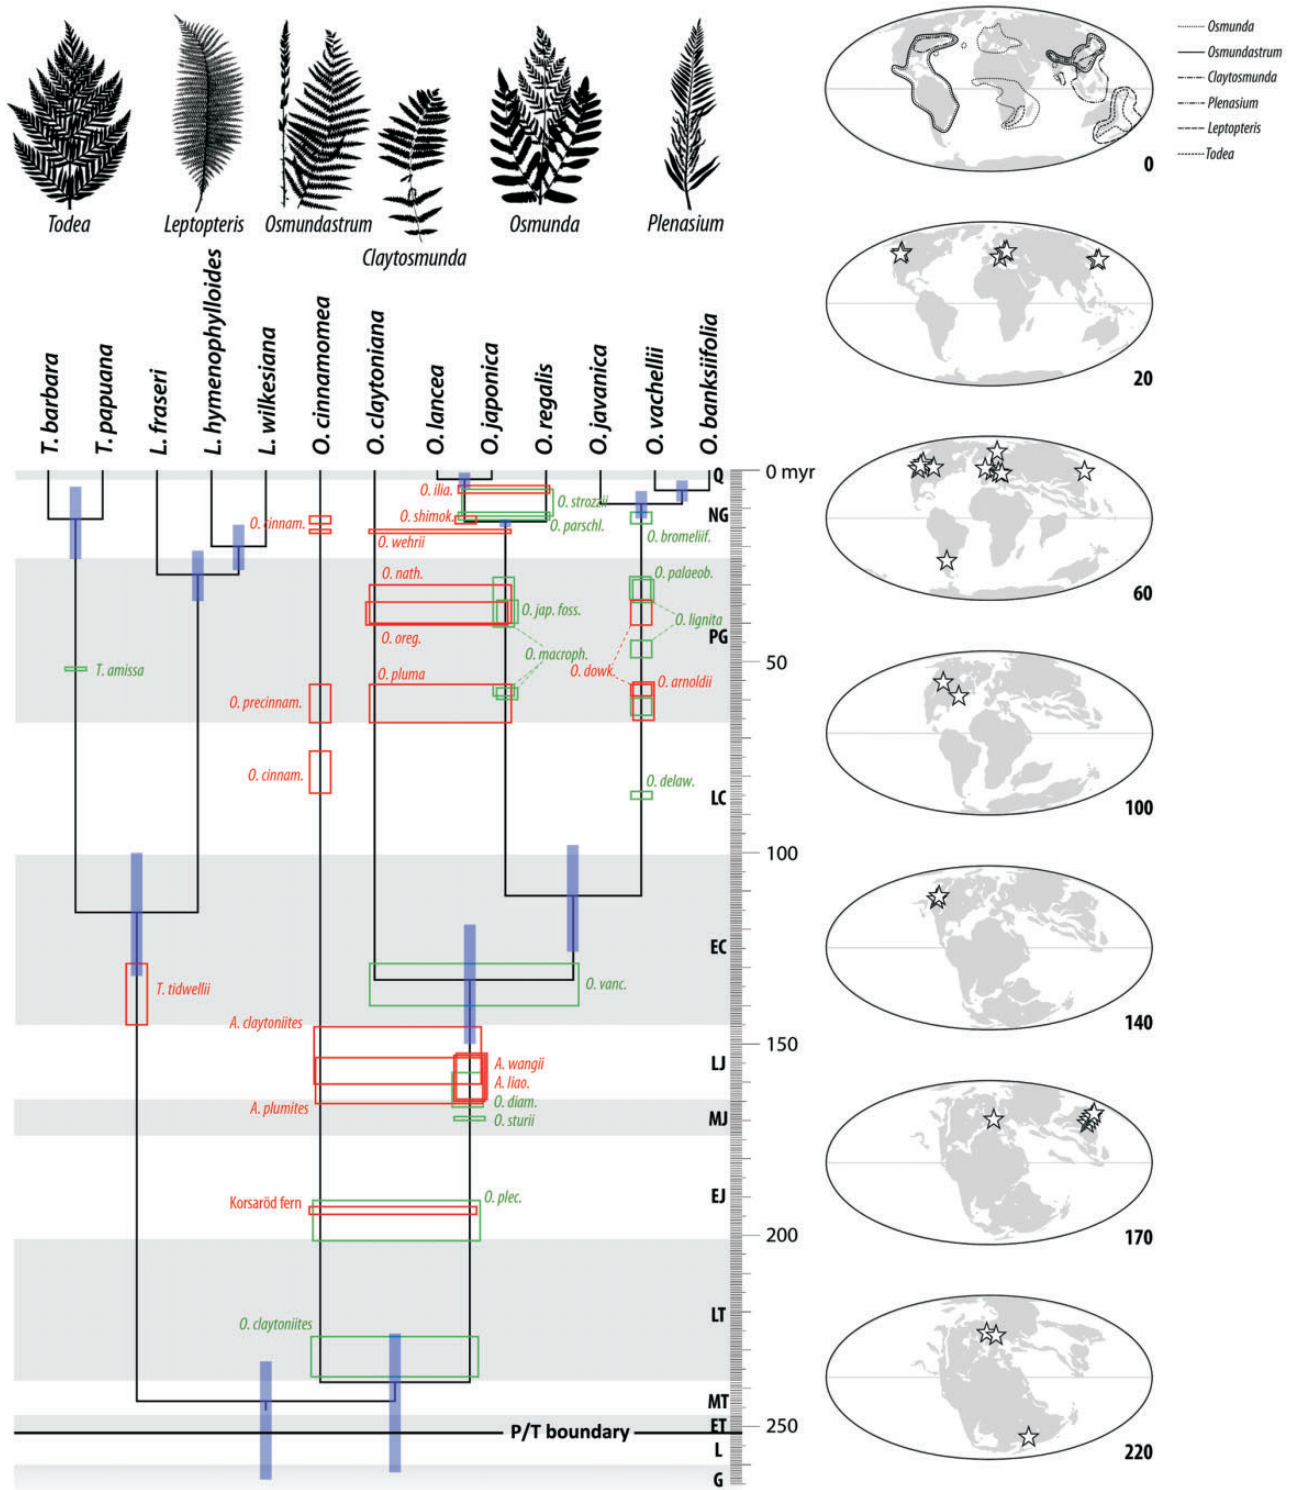 Todea
Leptopteris
Osmundastrum
Claytosmunda
Osmunda
Plenasium
T. barbara
T. papuana
L. fraseri
L. hymenophylloides
L. wilkesiana
O. cinnamomea
O. claytoniana
O. lancea
O. japonica
O. regalis
O. javanica
O. vachellii
O. banksiifolia
Q
0 myr
O. ilia.
O. strozzii
NG
O. cinnam.
O. shimok.
O. parschl.
O. wehrii
O. bromeliif.
O. nath.
O. palaeob.
O. jap. foss.
O. lignita
O. oreg.
PG
O. macroph.
50
T. amissa
O. dowk.
O. pluma
O. arnoldii
O. precinnam.
O. cinnam.
O. delaw.
LC
100
EC
T. tidwellii
O. vanc.
A. claytoniites
150
LJ
A. wangii
A. liao.
O. diam.
A. plumites
MJ
O. sturii
Korsaröd fern
O. plec.
EJ
200
LT
O. claytoniites
MT
ET
250
P/T boundary
L
G
Osmunda
Osmundastrum
Claytosmunda
Plenasium
Leptopteris
Todea
0
20
60
100
140
170
220